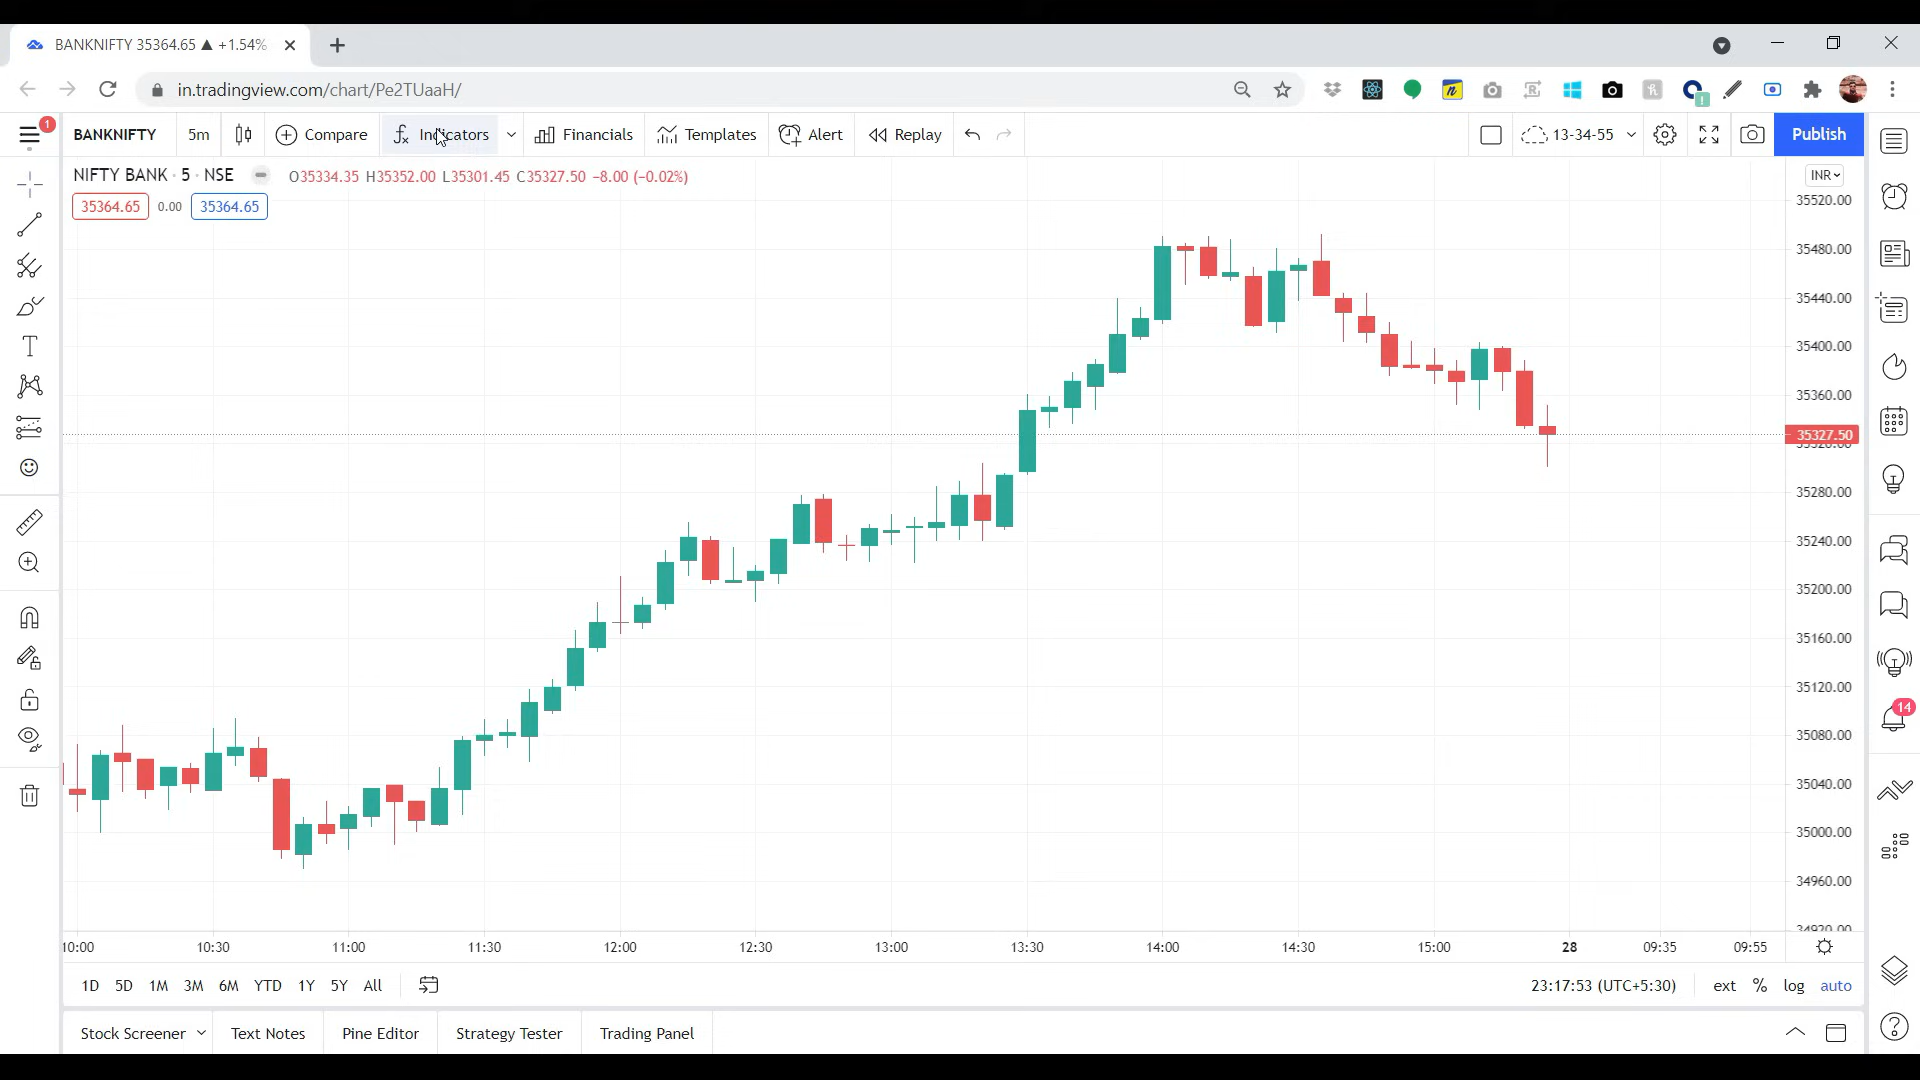 BANKNIFTY 35364.65 ▲ +1.54%
in.tradingview.com/chart/Pe2TUaaH/
1
BANKNIFTY 5m Compare Indicators Financials Templates Alert Replay 13-34-55 Publish
NIFTY BANK · 5 · NSE O35334.35 H35352.00 L35301.45 C35327.50 −8.00 (−0.02%) INR
35364.65 0.00 35364.65
35520.00
35480.00
35440.00
35400.00
35360.00
35327.50
35320.00
35280.00
35240.00
35200.00
35160.00
35120.00
14
35080.00
35040.00
35000.00
34960.00
34920.00
10:00 10:30 11:00 11:30 12:00 12:30 13:00 13:30 14:00 14:30 15:00 28 09:35 09:55
1D 5D 1M 3M 6M YTD 1Y 5Y All 23:17:53 (UTC+5:30) ext % log auto
Stock Screener Text Notes Pine Editor Strategy Tester Trading Panel